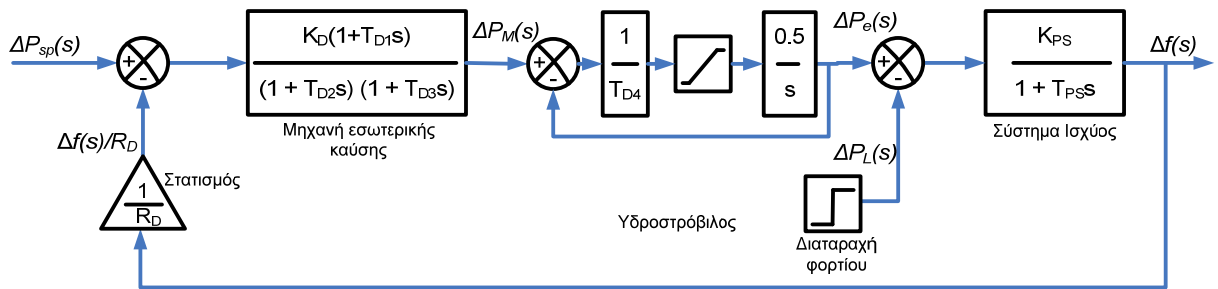 ΔP_sp(s)
+
-
K_D(1+T_D1s)
(1 + T_D2s) (1 + T_D3s)
Μηχανή εσωτερικής
καύσης
ΔP_M(s)
+
-
1
T_D4
0.5
s
ΔP_e(s)
+
-
K_PS
1 + T_PSs
Σύστημα Ισχύος
Δf(s)
Δf(s)/R_D
Στατισμός
1
R_D
Υδροστρόβιλος
ΔP_L(s)
Διαταραχή
φορτίου